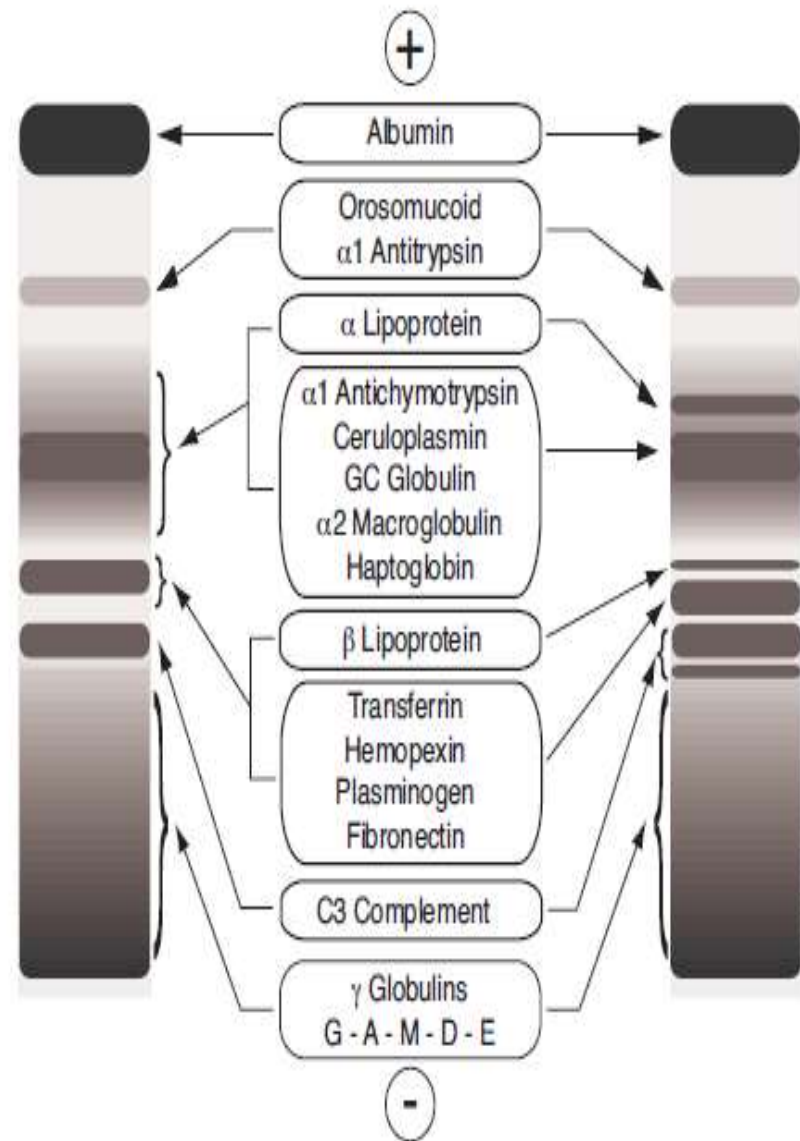 +
Albumin
Orosomucoid
α1 Antitrypsin
α Lipoprotein
α1 Antichymotrypsin
Ceruloplasmin
GC Globulin
α2 Macroglobulin
Haptoglobin
β Lipoprotein
Transferrin
Hemopexin
Plasminogen
Fibronectin
C3 Complement
γ Globulins
G - A - M - D - E
-